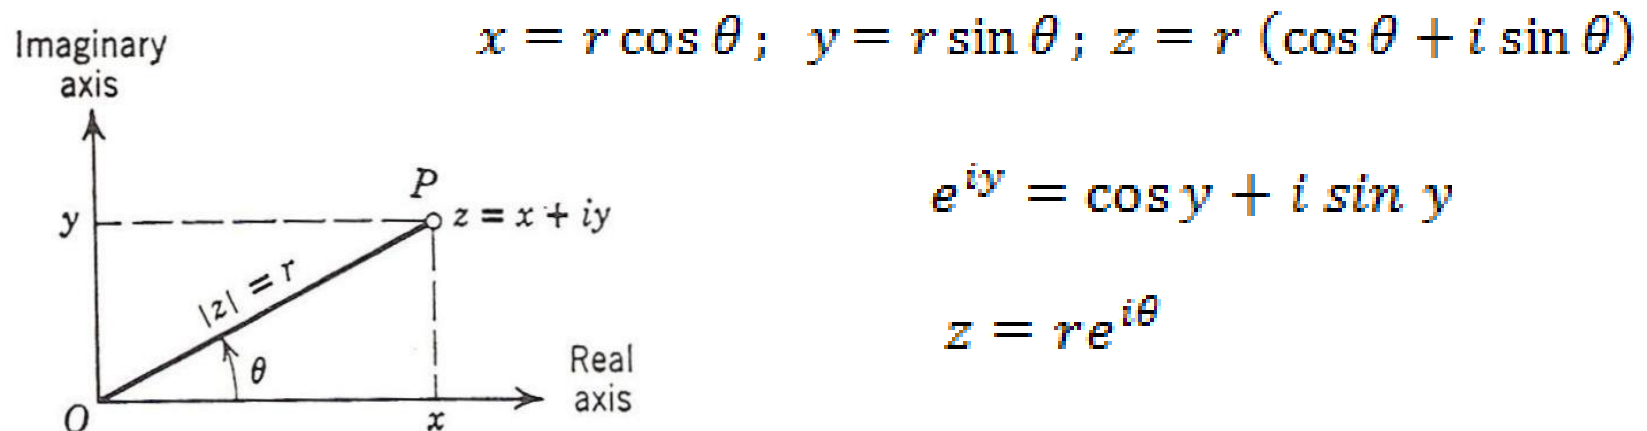 Imaginary
axis
x = r cos θ ; y = r sin θ ; z = r (cos θ + i sin θ)
P
y
z = x + iy
e^{iy} = cos y + i sin y
|z| = r
z = re^{iθ}
θ
Real
axis
O
x